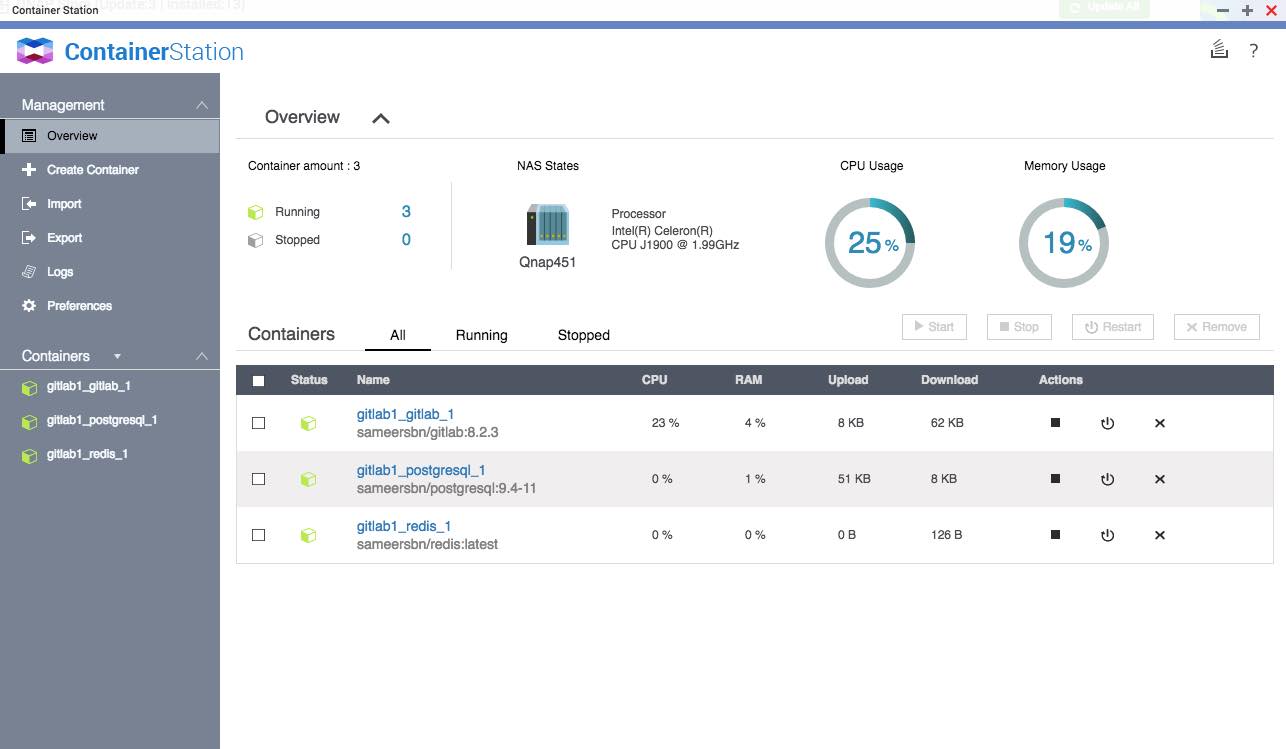 (Update:3 | Installed:13)
Update All
Container Station
ContainerStation
?
Management
Overview
Create Container
Import
Export
Logs
Preferences
Containers
gitlab1_gitlab_1
gitlab1_postgresql_1
gitlab1_redis_1
Overview
Container amount : 3
Running 3
Stopped 0
NAS States
Qnap451
Processor
Intel(R) Celeron(R)
CPU J1900 @ 1.99GHz
CPU Usage
25 %
Memory Usage
19 %
Containers All Running Stopped
Start Stop Restart Remove
Status Name CPU RAM Upload Download Actions
gitlab1_gitlab_1
sameersbn/gitlab:8.2.3
23 % 4 % 8 KB 62 KB
gitlab1_postgresql_1
sameersbn/postgresql:9.4-11
0 % 1 % 51 KB 8 KB
gitlab1_redis_1
sameersbn/redis:latest
0 % 0 % 0 B 126 B